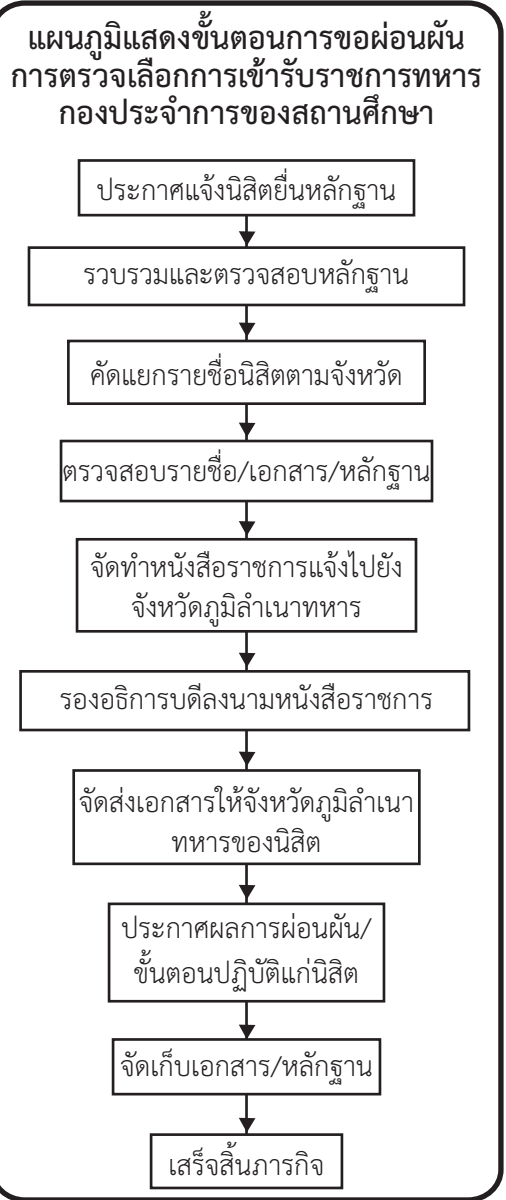 แผนภูมิแสดงขั้นตอนการขอผ่อนผัน
การตรวจเลือกการเข้ารับราชการทหาร
กองประจำการของสถานศึกษา
ประกาศแจ้งนิสิตยื่นหลักฐาน
รวบรวมและตรวจสอบหลักฐาน
คัดแยกรายชื่อนิสิตตามจังหวัด
ตรวจสอบรายชื่อ/เอกสาร/หลักฐาน
จัดทำหนังสือราชการแจ้งไปยัง
จังหวัดภูมิลำเนาทหาร
รองอธิการบดีลงนามหนังสือราชการ
จัดส่งเอกสารให้จังหวัดภูมิลำเนา
ทหารของนิสิต
ประกาศผลการผ่อนผัน/
ขั้นตอนปฏิบัติแก่นิสิต
จัดเก็บเอกสาร/หลักฐาน
เสร็จสิ้นภารกิจ